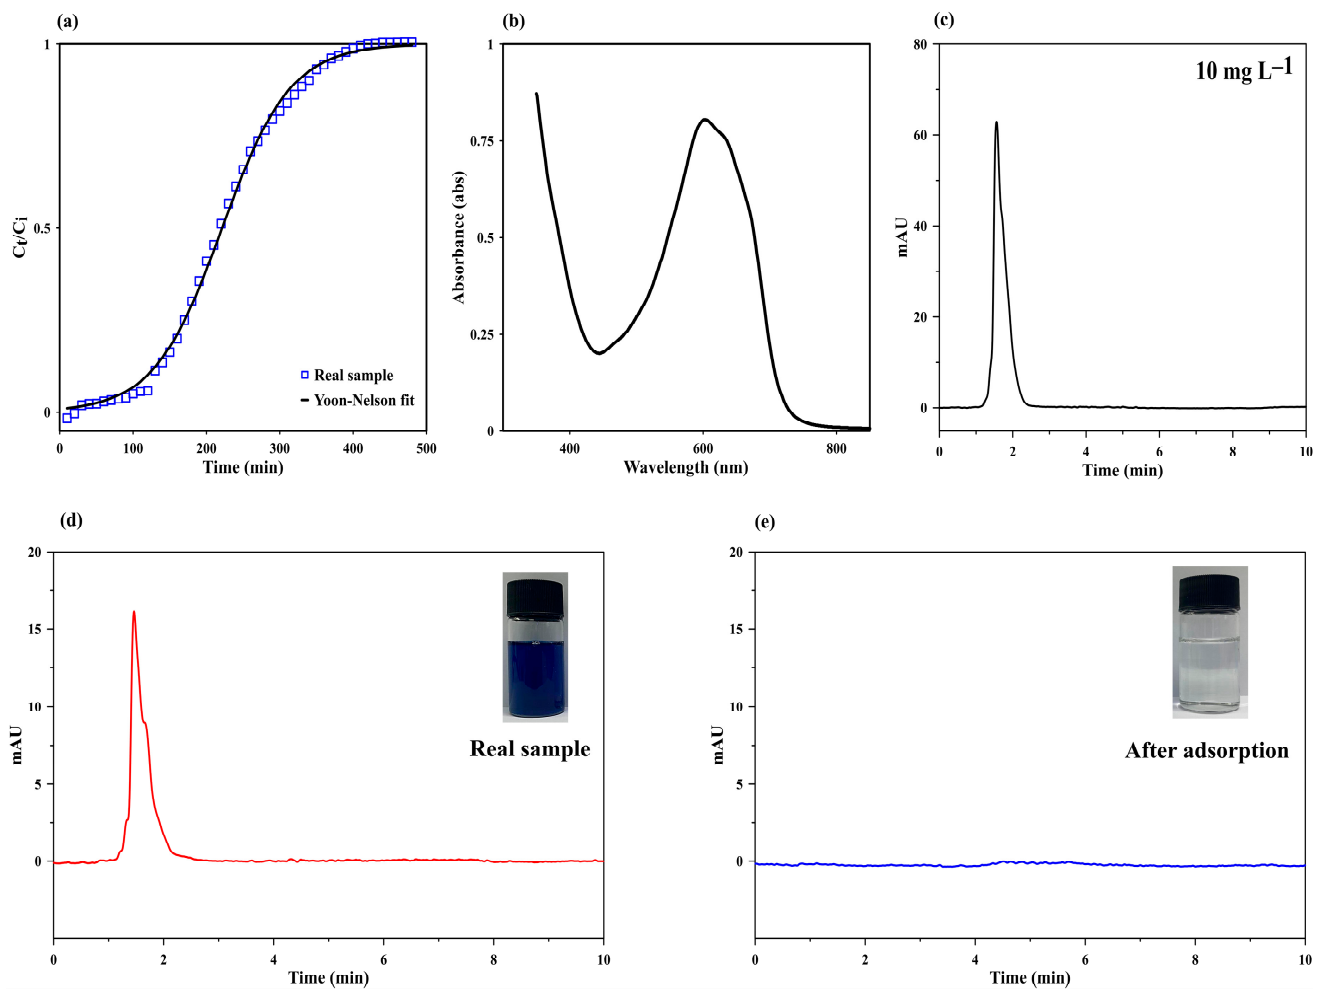 (a)
1
0.5
0
Ct/Ci
Real sample
Yoon-Nelson fit
0 100 200 300 400 500
Time (min)
(b)
1
0.75
0.5
0.25
0
Absorbance (abs)
400 600 800
Wavelength (nm)
(c)
80
60
40
20
0
mAU
10 mg L−1
0 2 4 6 8 10
Time (min)
(d)
20
15
10
5
0
mAU
Real sample
0 2 4 6 8 10
Time (min)
(e)
20
15
10
5
0
mAU
After adsorption
0 2 4 6 8 10
Time (min)